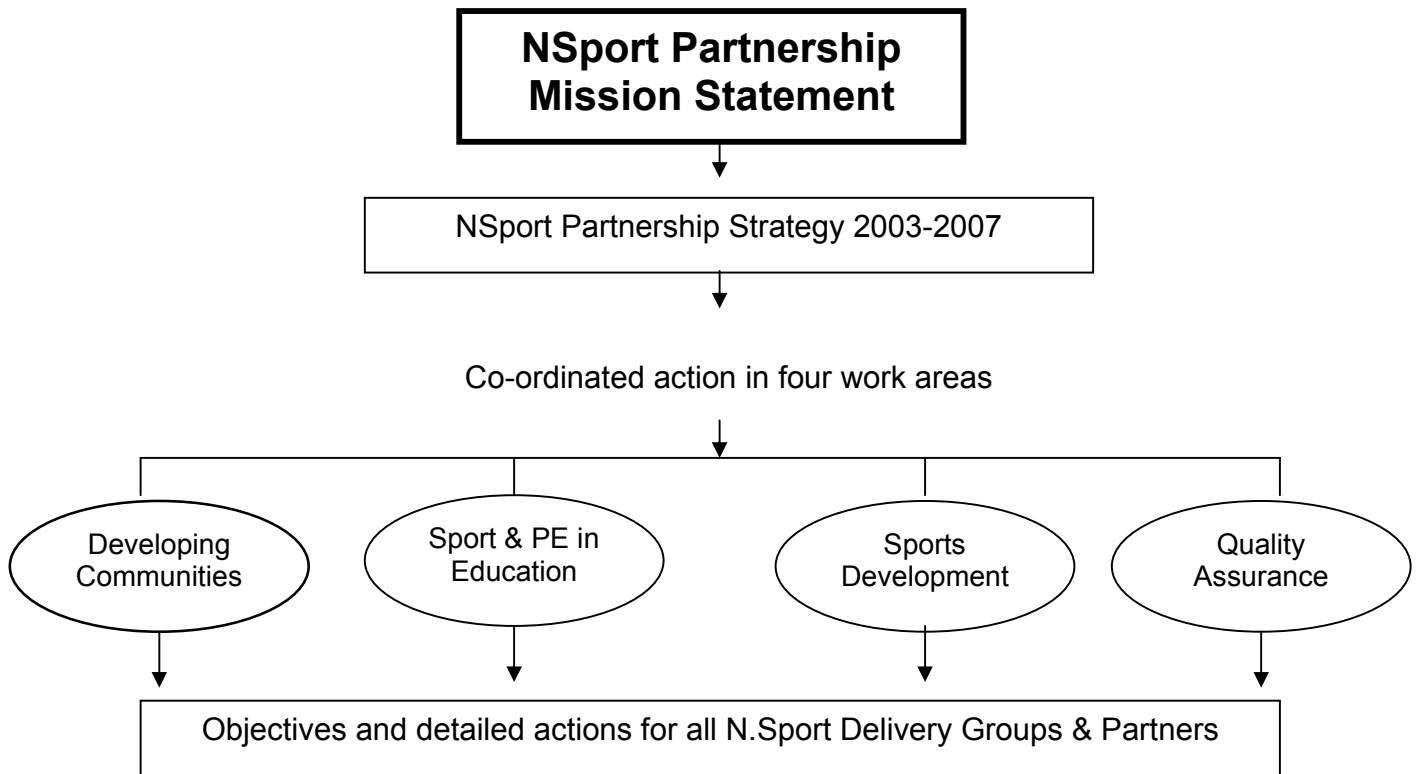 NSport Partnership
Mission Statement
NSport Partnership Strategy 2003-2007
Co-ordinated action in four work areas
Developing
Communities
Sport & PE in
Education
Sports
Development
Quality
Assurance
Objectives and detailed actions for all N.Sport Delivery Groups & Partners